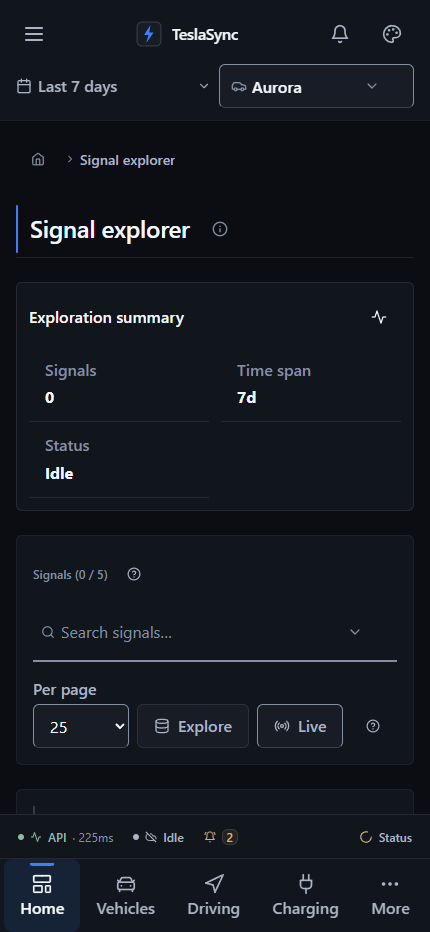 TeslaSync
Last 7 days
Aurora
Signal explorer
Signal explorer
Exploration summary
Signals
Time span
0
7d
Status
Idle
Signals (0 / 5)
Search signals...
Per page
25
Explore
Live
API · 225ms
Idle
2
Status
Home
Vehicles
Driving
Charging
More